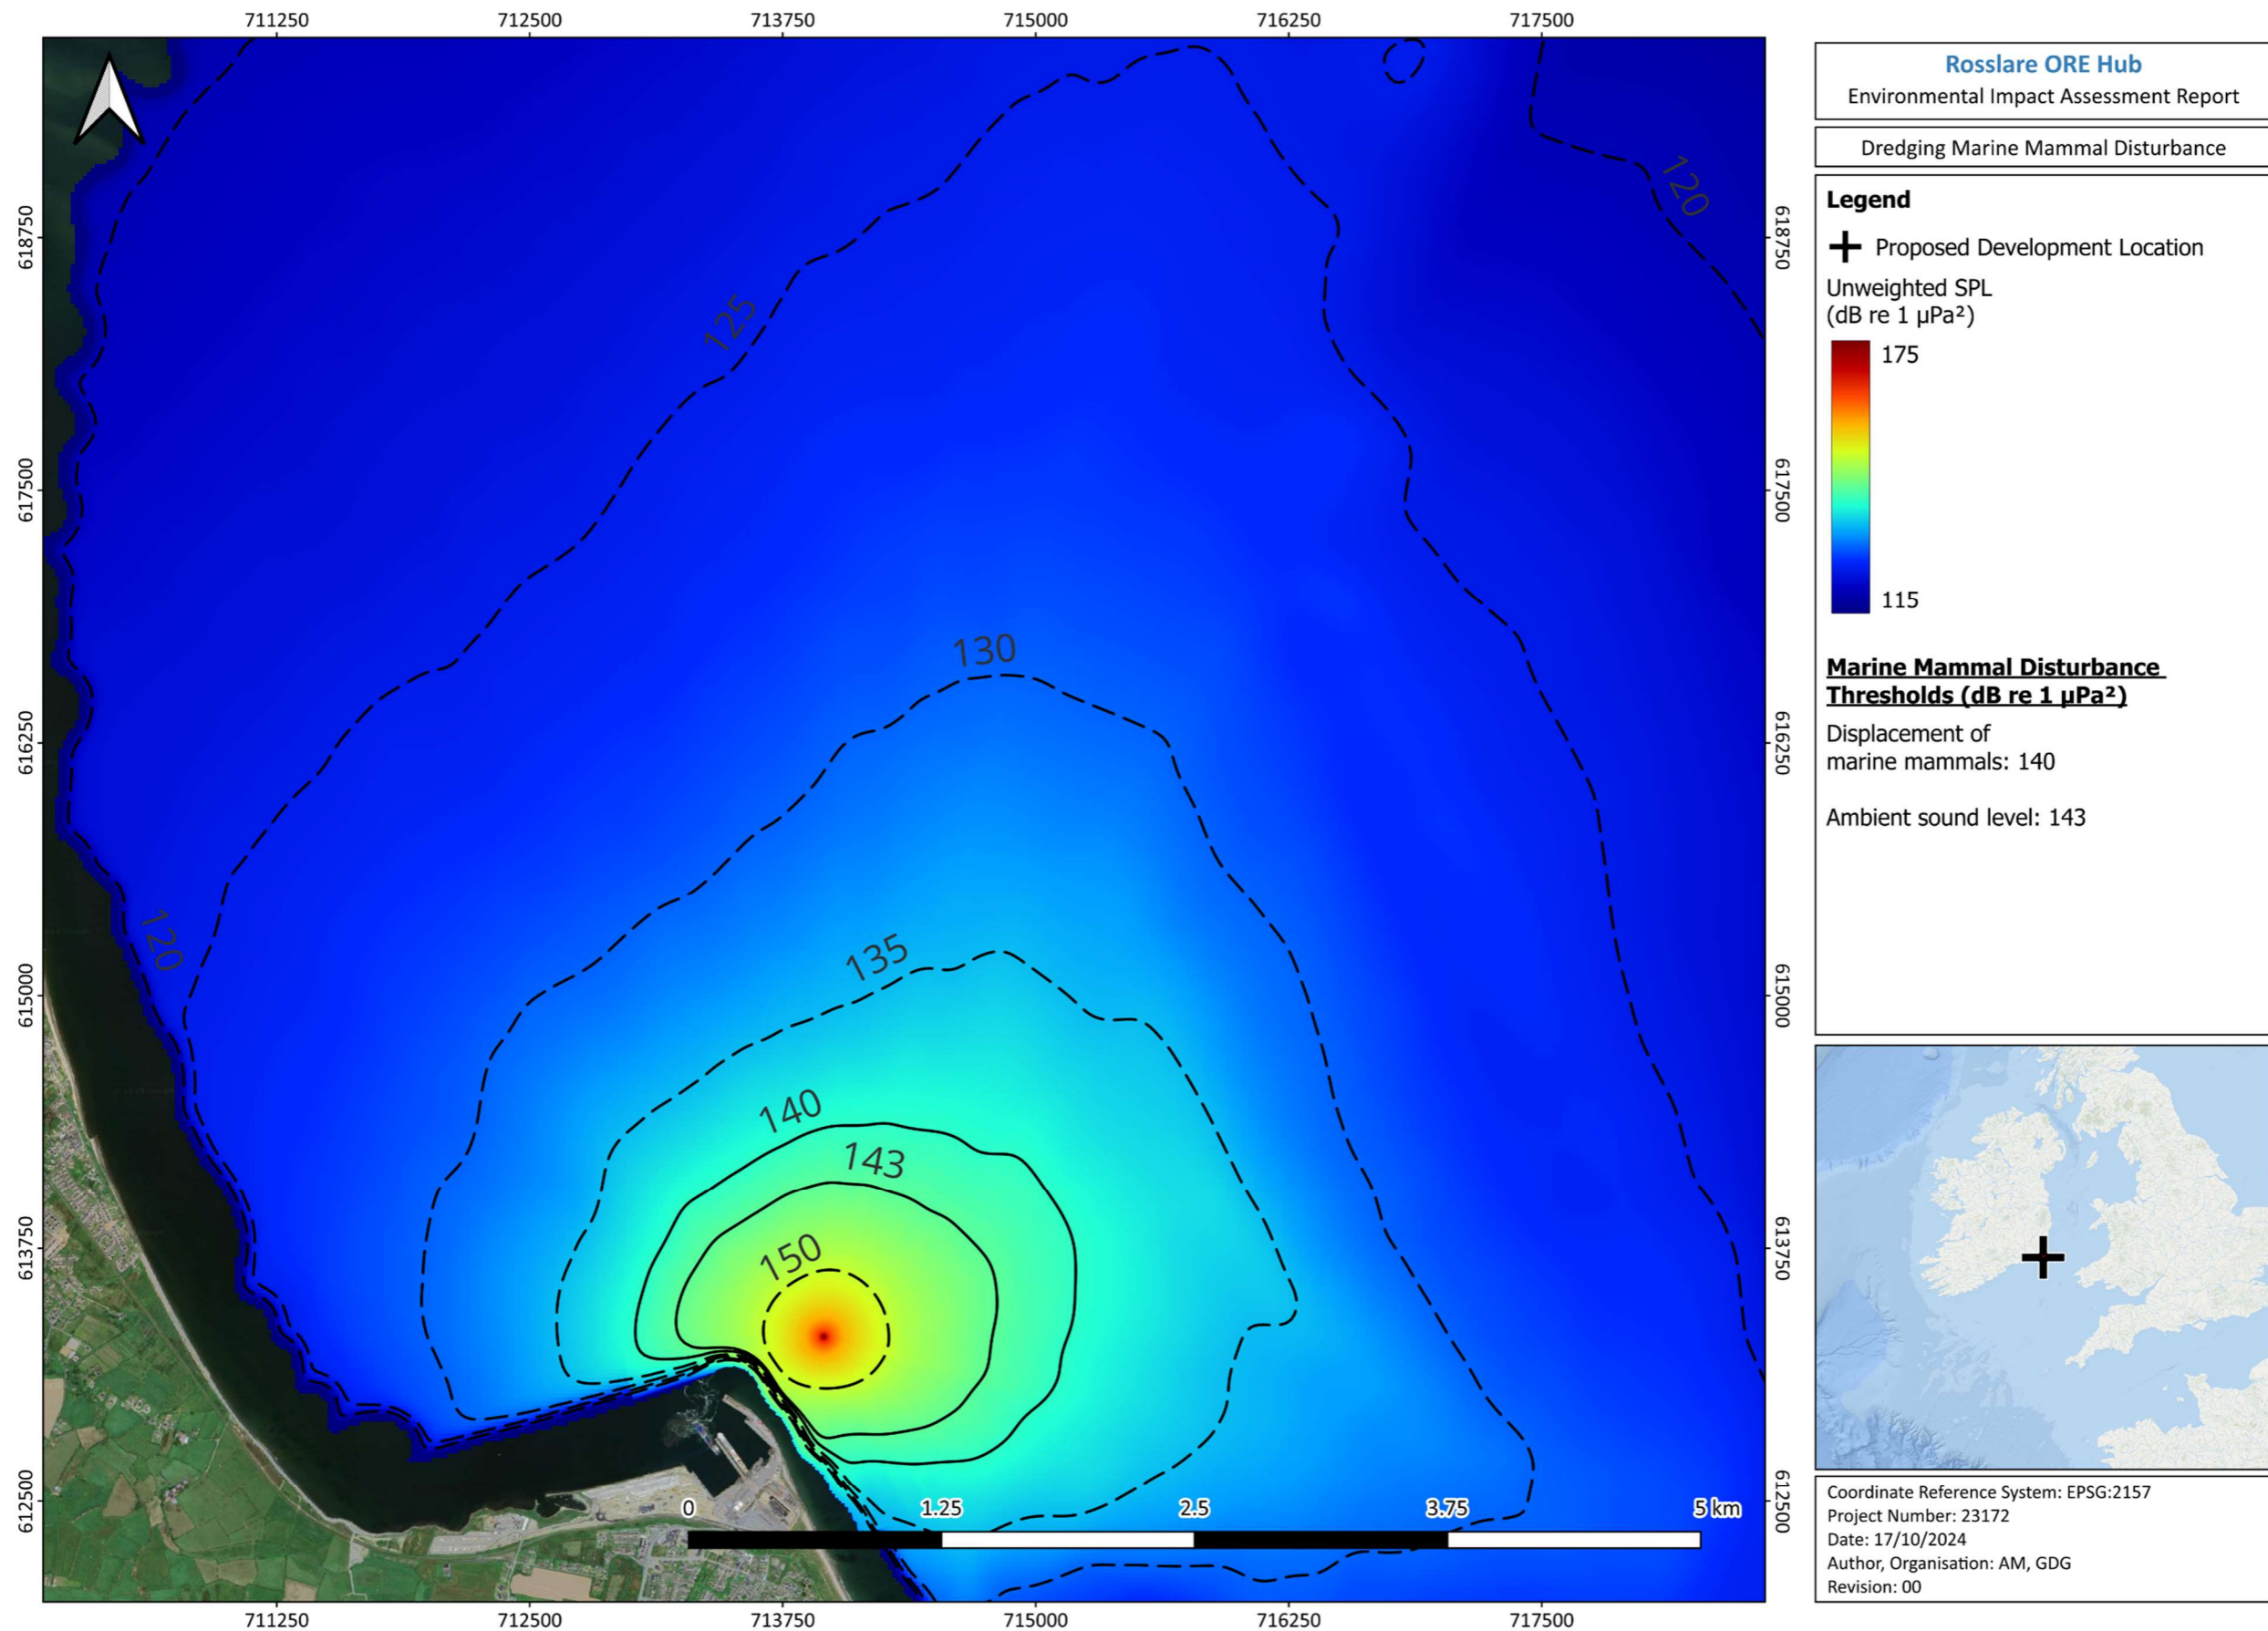 711250 712500 713750 715000 716250 717500
Rosslare ORE Hub
Environmental Impact Assessment Report
Dredging Marine Mammal Disturbance
Legend
Proposed Development Location
Unweighted SPL
(dB re 1 µPa²)
175
115
Marine Mammal Disturbance
Thresholds (dB re 1 µPa²)
Displacement of
marine mammals: 140
Ambient sound level: 143
618750
617500
616250
615000
613750
612500
120
125
130
135
120
140
143
150
618750
617500
616250
615000
613750
612500
0 1.25 2.5 3.75 5 km
711250 712500 713750 715000 716250 717500
Coordinate Reference System: EPSG:2157
Project Number: 23172
Date: 17/10/2024
Author, Organisation: AM, GDG
Revision: 00